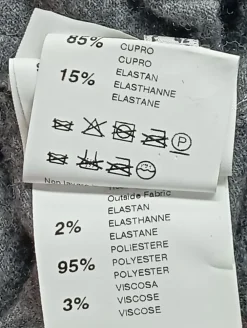 85% CUPRO
CUPRO
15% ELASTAN
ELASTHANNE
ELASTANE
P
Outside Fabric
ELASTAN
2% ELASTHANNE
ELASTANE
POLIESTERE
95% POLYESTER
POLYESTER
VISCOSA
3% VISCOSE
VISCOSE